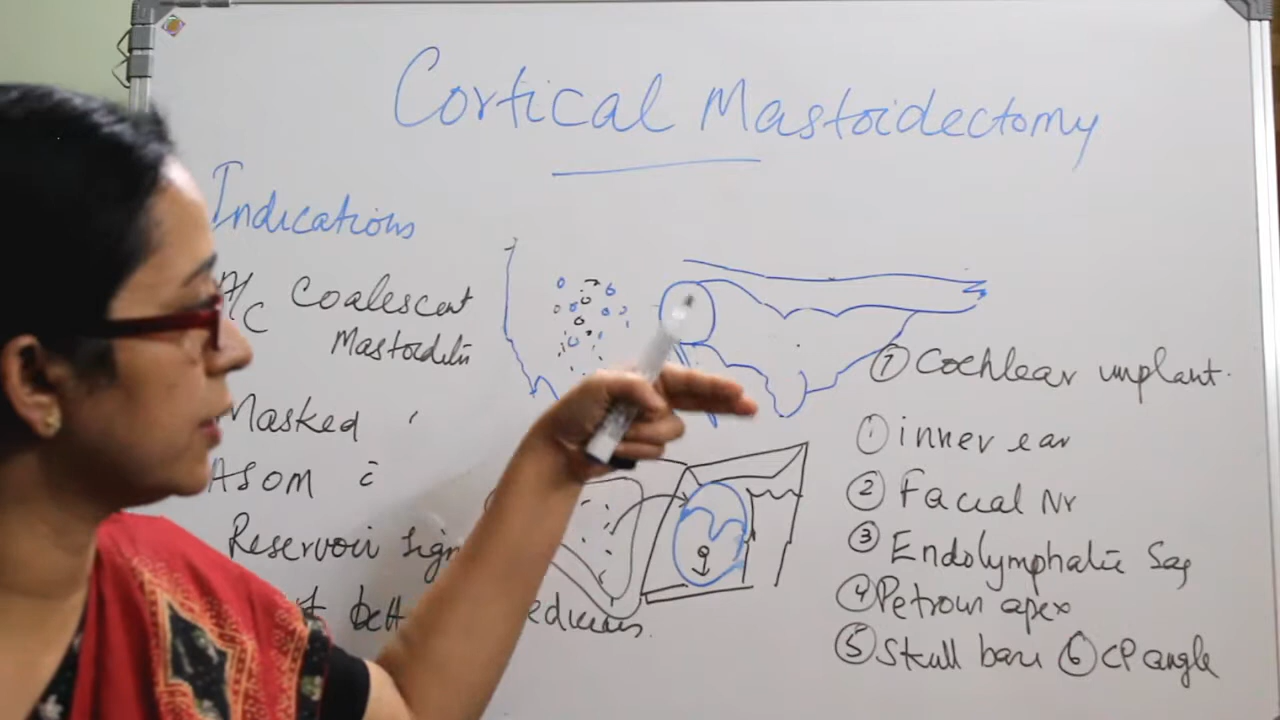 Cortical Mastoidectomy
Indications
A/C Coalescent
Mastoiditis
Masked
ASOM c̄
Reservoir sign
⑦ Cochlear implant.
① inner ear
② Facial Nr
③ Endolymphatic Sac
④ Petrous apex
⑤ Skull base ⑥ CP angle